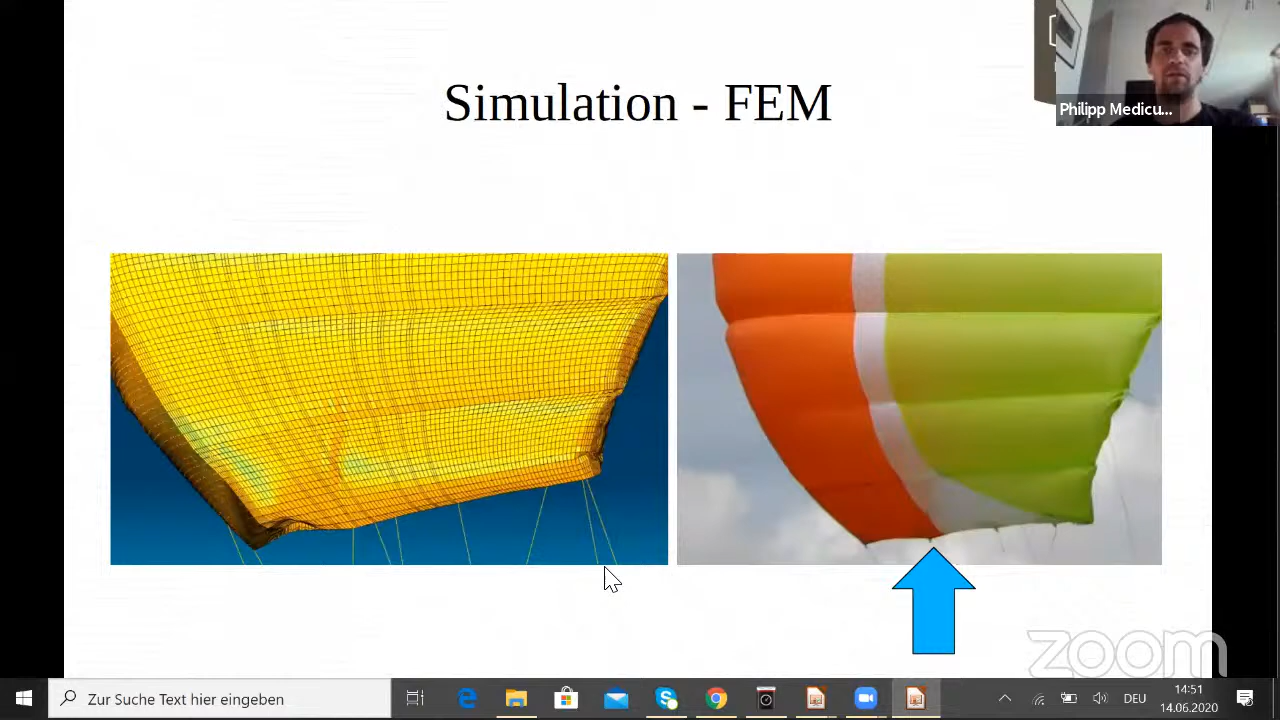 Simulation - FEM
Philipp Medicu...
zoom
Zur Suche Text hier eingeben
DEU
14:51
14.06.2020